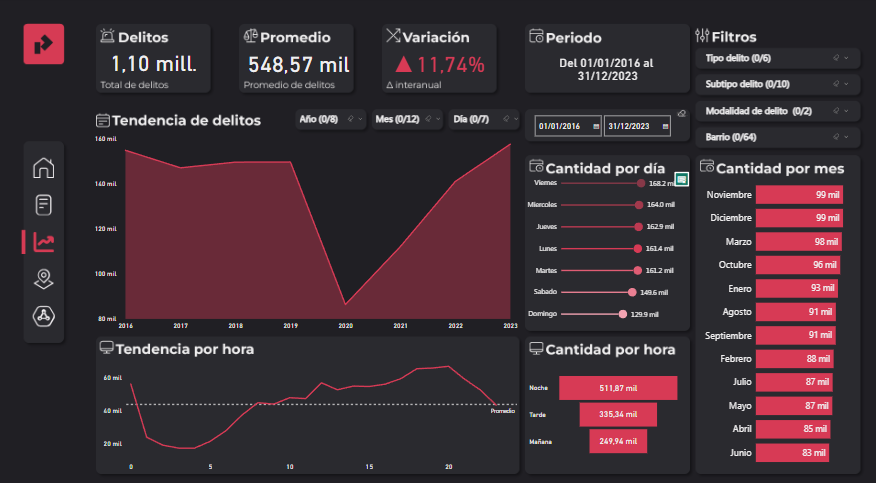 Delitos
1,10 mill.
Total de delitos
Promedio
548,57 mil
Promedio de delitos
Variación
▲ 11,74%
Δ interanual
Periodo
Del 01/01/2016 al
31/12/2023
Filtros
Tipo delito (0/6)
Subtipo delito (0/10)
Modalidad de delito (0/2)
Barrio (0/64)
Tendencia de delitos
Año (0/8)
Mes (0/12)
Día (0/7)
01/01/2016
31/12/2023
160 mil
140 mil
120 mil
100 mil
80 mil
2016
2017
2018
2019
2020
2021
2022
2023
Cantidad por día
Viernes 168.2 mil
Miercoles 164.0 mil
Jueves 162.9 mil
Lunes 161.4 mil
Martes 161.2 mil
Sabado 149.6 mil
Domingo 129.9 mil
Cantidad por mes
Noviembre 99 mil
Diciembre 99 mil
Marzo 98 mil
Octubre 96 mil
Enero 93 mil
Agosto 91 mil
Septiembre 91 mil
Febrero 88 mil
Julio 87 mil
Mayo 87 mil
Abril 85 mil
Junio 83 mil
Tendencia por hora
60 mil
40 mil
20 mil
Promedio
0
5
10
15
20
Cantidad por hora
Noche 511,87 mil
Tarde 335,34 mil
Mañana 249,94 mil